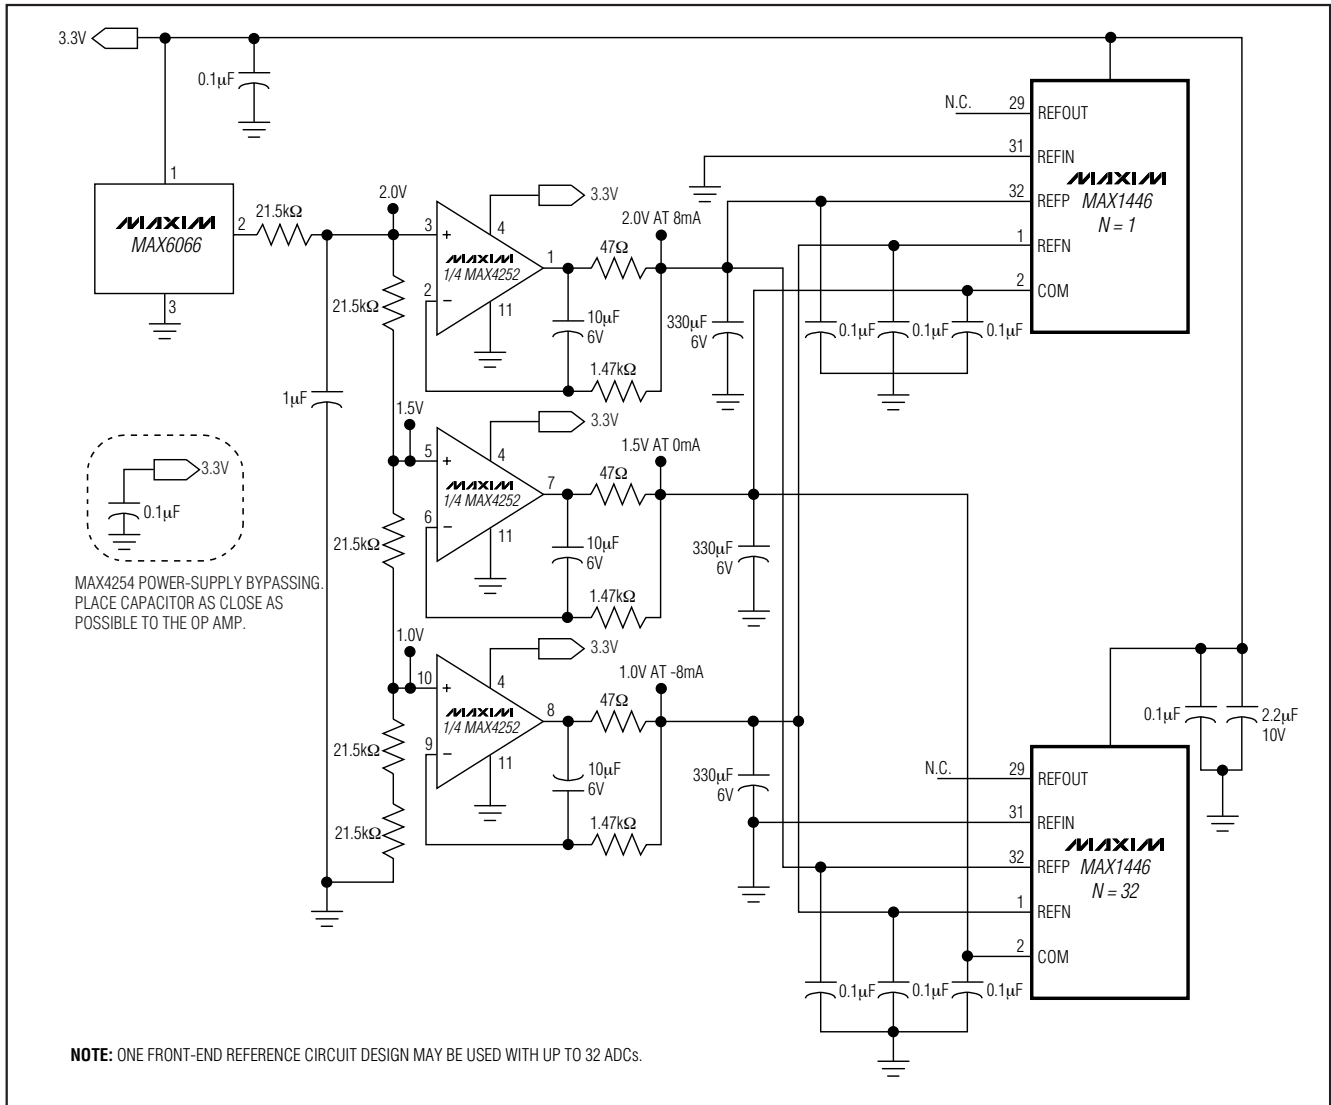 3.3V
0.1µF
N.C.
29
REFOUT
31
REFIN
MAXIM
MAX1446
N = 1
32
REFP
1
REFN
2
COM
1
MAXIM
MAX6066
2
3
21.5kΩ
2.0V
3
+
4
3.3V
MAXIM
1/4 MAX4252
1
2
−
11
47Ω
2.0V AT 8mA
21.5kΩ
10µF
6V
1.47kΩ
330µF
6V
0.1µF
0.1µF
0.1µF
1µF
1.5V
5
+
4
3.3V
MAXIM
1/4 MAX4252
7
6
−
11
47Ω
1.5V AT 0mA
3.3V
0.1µF
21.5kΩ
10µF
6V
1.47kΩ
330µF
6V
MAX4254 POWER-SUPPLY BYPASSING.
PLACE CAPACITOR AS CLOSE AS
POSSIBLE TO THE OP AMP.
1.0V
10
+
4
3.3V
MAXIM
1/4 MAX4252
8
9
−
11
47Ω
1.0V AT -8mA
21.5kΩ
10µF
6V
1.47kΩ
330µF
6V
21.5kΩ
0.1µF
2.2µF
10V
N.C.
29
REFOUT
31
REFIN
MAXIM
MAX1446
N = 32
32
REFP
1
REFN
2
COM
0.1µF
0.1µF
0.1µF
NOTE: ONE FRONT-END REFERENCE CIRCUIT DESIGN MAY BE USED WITH UP TO 32 ADCs.